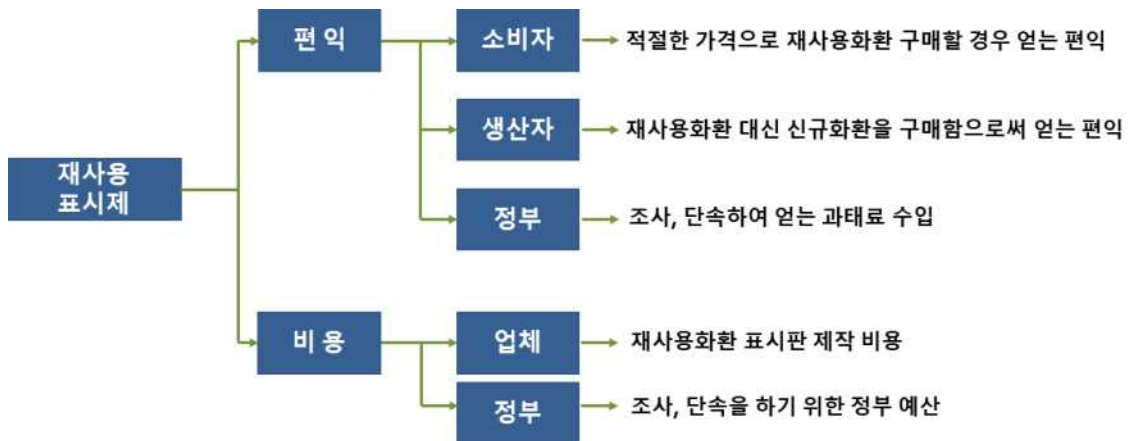 편 익
소비자
적절한 가격으로 재사용화환 구매할 경우 얻는 편익
생산자
재사용화환 대신 신규화환을 구매함으로써 얻는 편익
재사용
표시제
정부
조사, 단속하여 얻는 과태료 수입
비 용
업체
재사용화환 표시판 제작 비용
정부
조사, 단속을 하기 위한 정부 예산